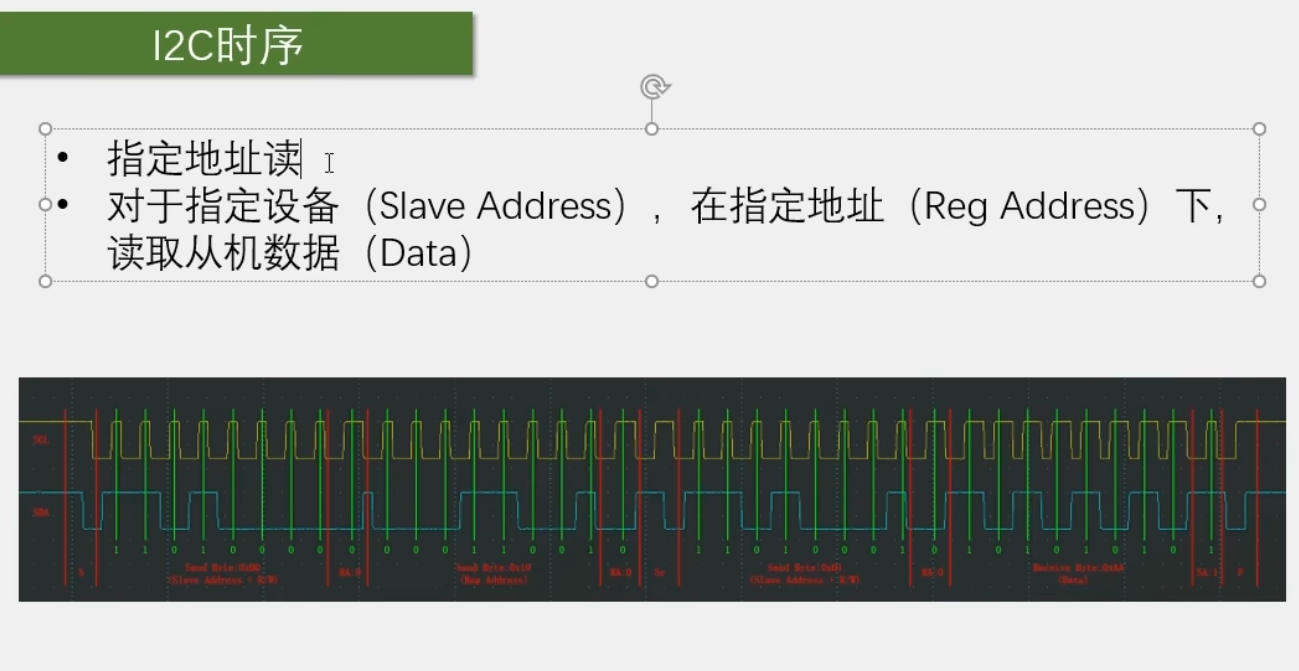 I2C时序
• 指定地址读
• 对于指定设备（Slave Address），在指定地址（Reg Address）下，
读取从机数据（Data）
SCL
SDA
1 1 0 1 0 0 0 0 0 0 0 0 1 1 0 0 1 0 1 1 0 1 0 0 0 1 0 1 0 1 0 1 0 1 0 1
S Send Byte:0xD0 RA:0 Send Byte:0x19 RA:0 Sr Send Byte:0xD1 RA:0 Receive Byte:0xAA SA:1 P
(Slave Address + R/W) (Reg Address) (Slave Address + R/W) (Data)